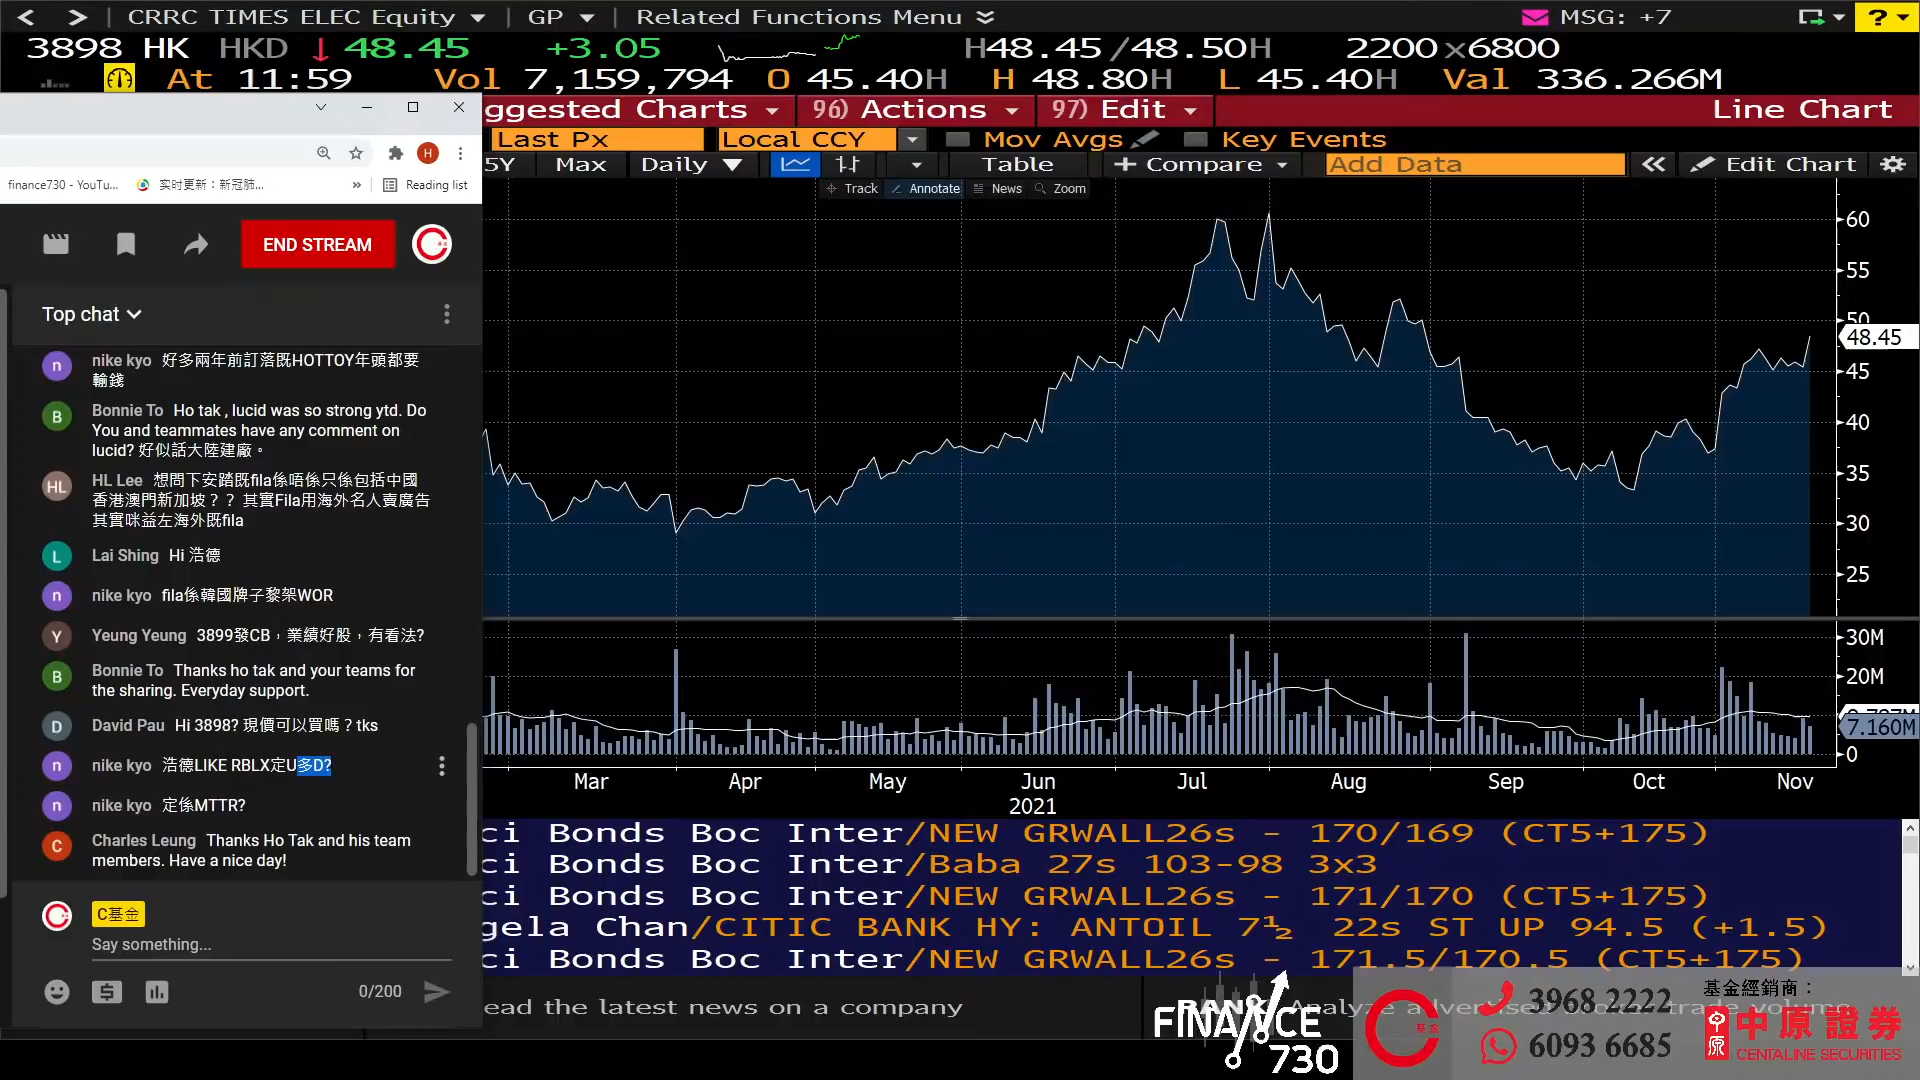 CRRC TIMES ELEC Equity
GP
Related Functions Menu
MSG: +7
?
3898 HK HKD 48.45 +3.05 H48.45/48.50H 2200x6800
At 11:59 Vol 7,159,794 O 45.40H H 48.80H L 45.40H Val 336.266M
ggested Charts 96) Actions 97) Edit Line Chart
Last Px Local CCY Mov Avgs Key Events
5Y Max Daily Table + Compare Add Data Edit Chart
Track Annotate News Zoom
finance730 - YouTu... 实时更新：新冠肺... » Reading list
H
END STREAM
Top chat
n
nike kyo 好多兩年前訂落既HOTTOY年頭都要
輸錢
B
Bonnie To Ho tak , lucid was so strong ytd. Do
You and teammates have any comment on
lucid? 好似話大陸建廠。
HL
HL Lee 想問下安踏既fila係唔係只係包括中國
香港澳門新加坡？？ 其實Fila用海外名人賣廣告
其實咪益左海外既fila
L
Lai Shing Hi 浩德
n
nike kyo fila係韓國牌子黎架WOR
Y
Yeung Yeung 3899發CB，業績好股，有看法?
B
Bonnie To Thanks ho tak and your teams for
the sharing. Everyday support.
D
David Pau Hi 3898? 現價可以買嗎？tks
n
nike kyo 浩德LIKE RBLX定U多D?
n
nike kyo 定係MTTR?
C
Charles Leung Thanks Ho Tak and his team
members. Have a nice day!
C基金
Say something...
0/200
60
55
50
48.45
45
40
35
30
25
30M
20M
7.160M
0
Mar Apr May Jun Jul Aug Sep Oct Nov
2021
ci Bonds Boc Inter/NEW GRWALL26s - 170/169 (CT5+175)
ci Bonds Boc Inter/Baba 27s 103-98 3x3
ci Bonds Boc Inter/NEW GRWALL26s - 171/170 (CT5+175)
gela Chan/CITIC BANK HY: ANTOIL 7½ 22s ST UP 94.5 (+1.5)
ci Bonds Boc Inter/NEW GRWALL26s - 171.5/170.5 (CT5+175)
ead the latest news on a company
RANK Analyze advertised
trade volume
FINANCE
730
基金
3968 2222
6093 6685
基金經銷商：
中原
中原證券
CENTALINE SECURITIES